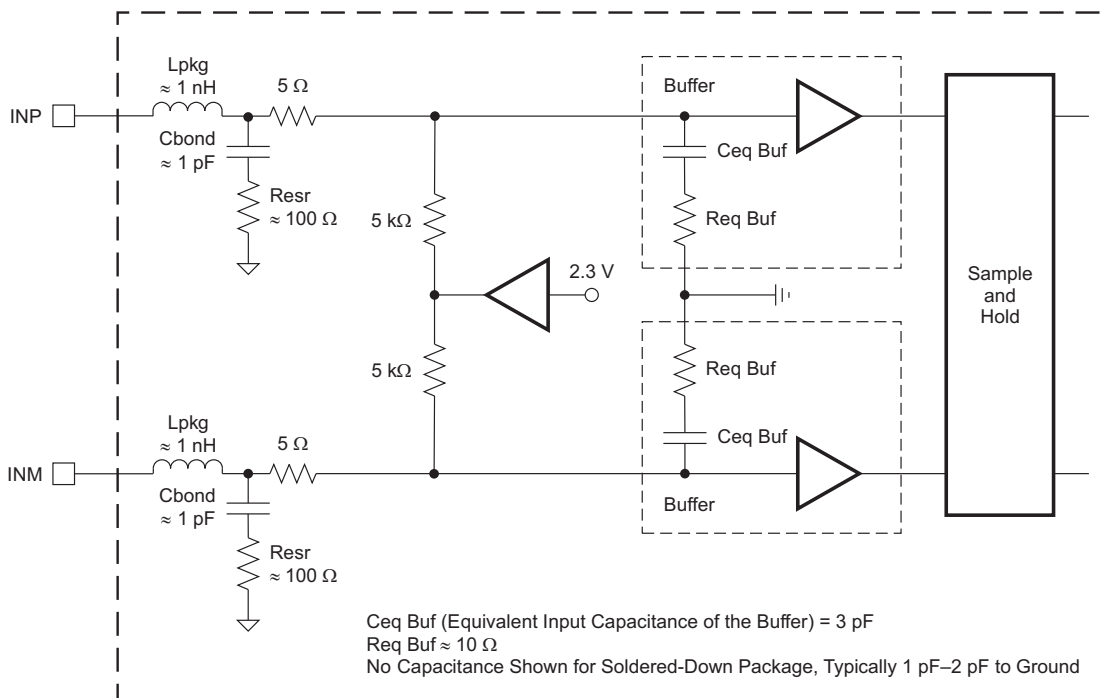 Lpkg
≈ 1 nH
5 Ω
INP
Cbond
≈ 1 pF
Resr
≈ 100 Ω
Buffer
Ceq Buf
Req Buf
5 kΩ
2.3 V
Sample
and
Hold
5 kΩ
Req Buf
Ceq Buf
Buffer
Lpkg
≈ 1 nH
5 Ω
INM
Cbond
≈ 1 pF
Resr
≈ 100 Ω
Ceq Buf (Equivalent Input Capacitance of the Buffer) = 3 pF
Req Buf ≈ 10 Ω
No Capacitance Shown for Soldered-Down Package, Typically 1 pF–2 pF to Ground